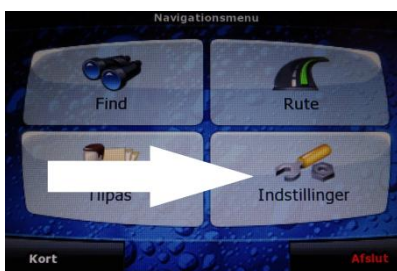 Navigationsmenu
Find
Rute
Tilpas
Indstillinger
Kort
Afslut